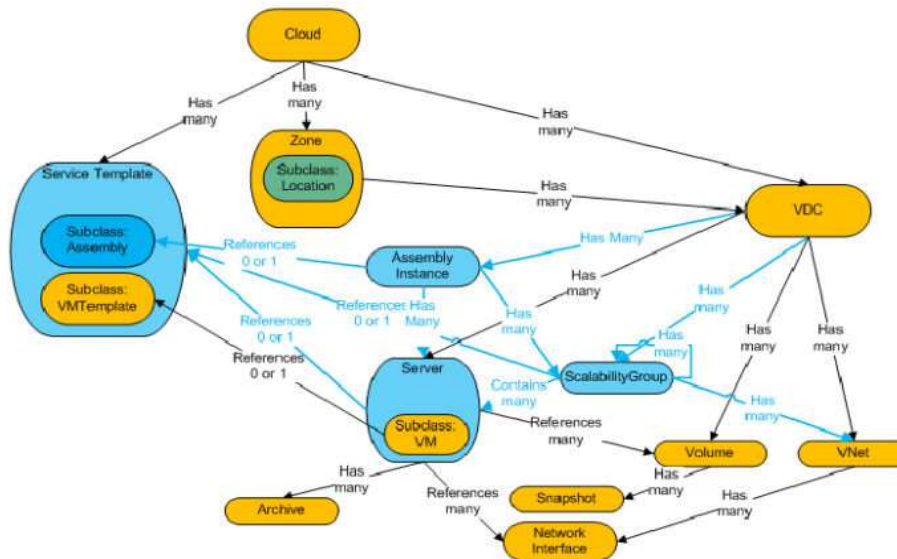 Cloud
Has
many
Has
many
Has
many
Zone
Subclass:
Location
Service Template
Has
many
VDC
Subclass:
Assembly
References
0 or 1
Assembly
Instance
Has Many
Subclass:
VMTemplate
References
0 or 1
References
0 or 1
Has
Many
Has
many
Has
many
Has
many
Has
many
Has
many
Has
many
References
0 or 1
Server
ScalabilityGroup
Contains
many
Has
many
Subclass:
VM
References
many
Volume
VNet
Has
many
References
many
Has
many
Has
many
Archive
Snapshot
Network
Interface